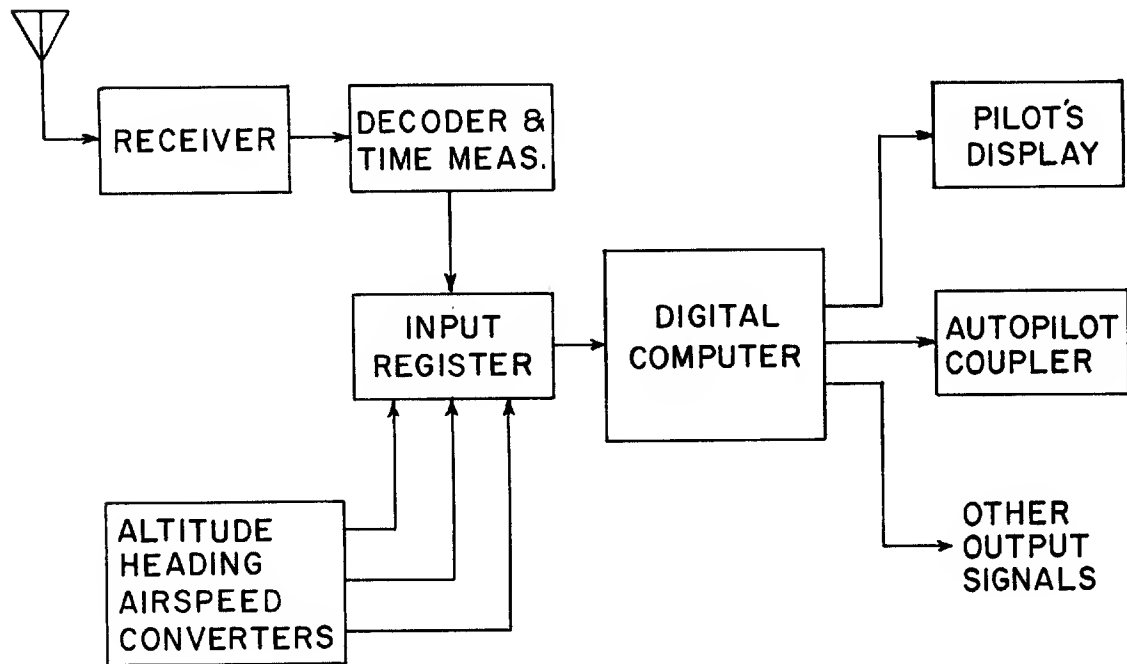 RECEIVER
DECODER &
TIME MEAS.
PILOT'S
DISPLAY
INPUT
REGISTER
DIGITAL
COMPUTER
AUTOPILOT
COUPLER
ALTITUDE
HEADING
AIRSPEED
CONVERTERS
OTHER
OUTPUT
SIGNALS